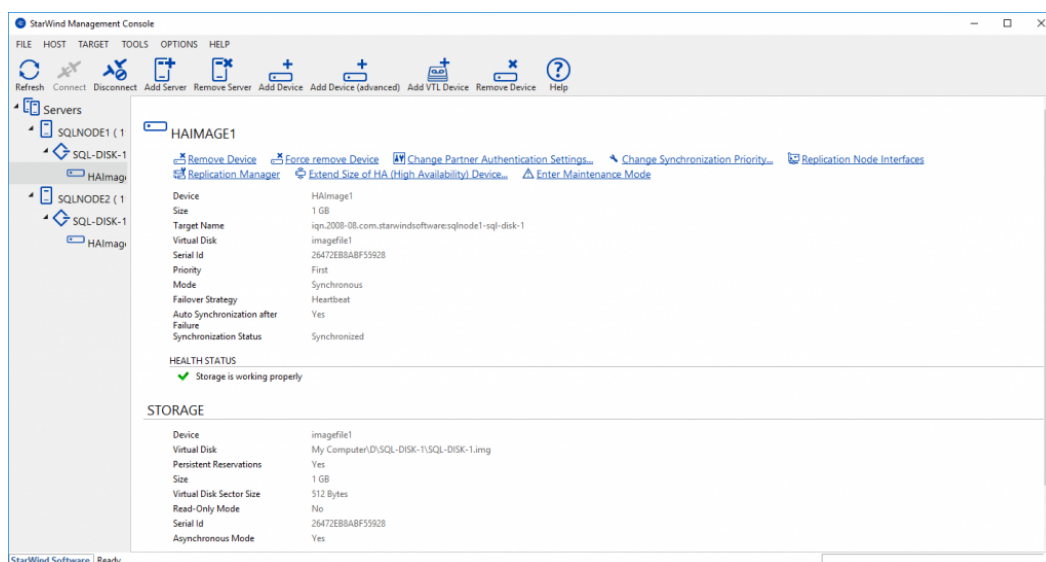 StarWind Management Console
FILE HOST TARGET TOOLS OPTIONS HELP
Refresh Connect Disconnect Add Server Remove Server Add Device Add Device (advanced) Add VTL Device Remove Device Help
Servers
SQLNODE1 ( 1
SQL-DISK-1
HAImag
SQLNODE2 ( 1
SQL-DISK-1
HAImag
HAIMAGE1
Remove Device Force remove Device Change Partner Authentication Settings... Change Synchronization Priority... Replication Node Interfaces
Replication Manager Extend Size of HA (High Availability) Device... Enter Maintenance Mode
Device HAImage1
Size 1 GB
Target Name iqn.2008-08.com.starwindsoftware:sqlnode1-sql-disk-1
Virtual Disk imagefile1
Serial Id 26472EB8ABF55928
Priority First
Mode Synchronous
Failover Strategy Heartbeat
Auto Synchronization after Yes
Failure
Synchronization Status Synchronized
HEALTH STATUS
Storage is working properly
STORAGE
Device imagefile1
Virtual Disk My Computer\D\SQL-DISK-1\SQL-DISK-1.img
Persistent Reservations Yes
Size 1 GB
Virtual Disk Sector Size 512 Bytes
Read-Only Mode No
Serial Id 26472EB8ABF55928
Asynchronous Mode Yes
StarWind Software Ready